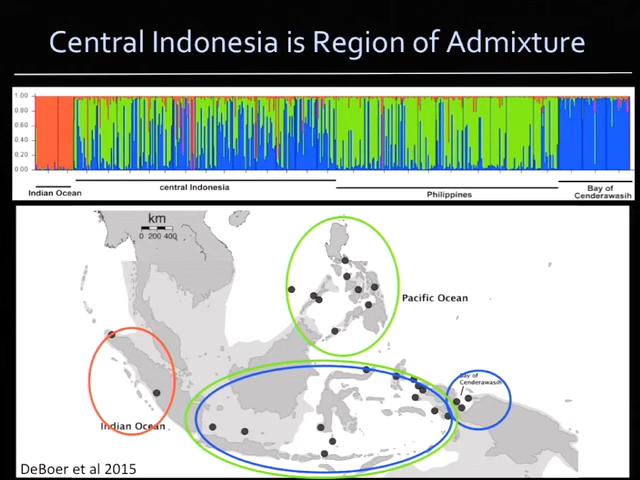 Central Indonesia is Region of Admixture
1.00
0.80
0.60
0.40
0.20
0.00
Indian Ocean
central Indonesia
Philippines
Bay of
Cenderawasih
km
0 200 400
Pacific Ocean
Bay of
Cenderawasih
Indian Ocean
DeBoer et al 2015